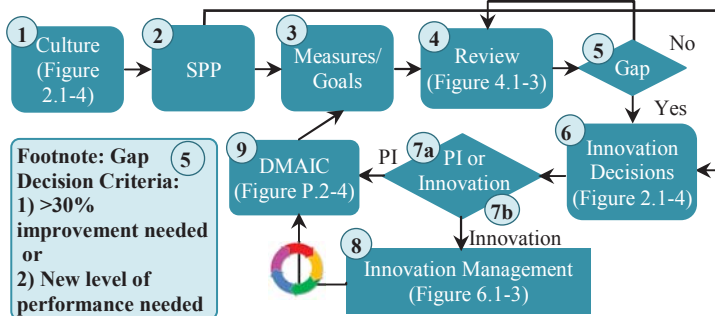 1
Culture
(Figure
2.1-4)
2
SPP
3
Measures/
Goals
4
Review
(Figure 4.1-3)
5
Gap
No
Yes
6
Innovation
Decisions
(Figure 2.1-4)
7a
PI or
Innovation
7b
PI
Innovation
8
Innovation Management
(Figure 6.1-3)
9
DMAIC
(Figure P.2-4)
Footnote: Gap
5
Decision Criteria:
1) >30%
improvement needed
or
2) New level of
performance needed